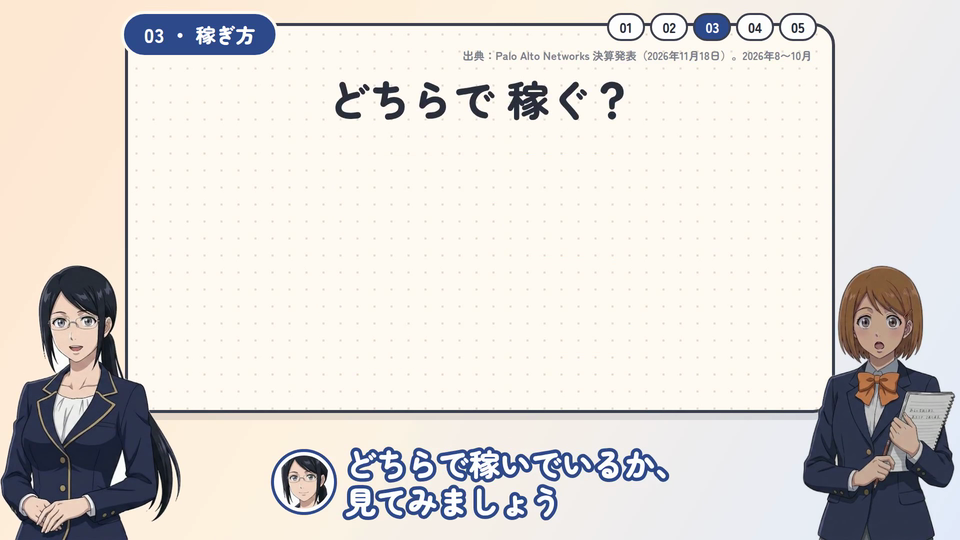 03 ・ 稼ぎ方
01 02 03 04 05
出典：Palo Alto Networks 決算発表（2026年11月18日）。2026年8〜10月
どちらで 稼ぐ？
どちらで稼いでいるか、
見てみましょう